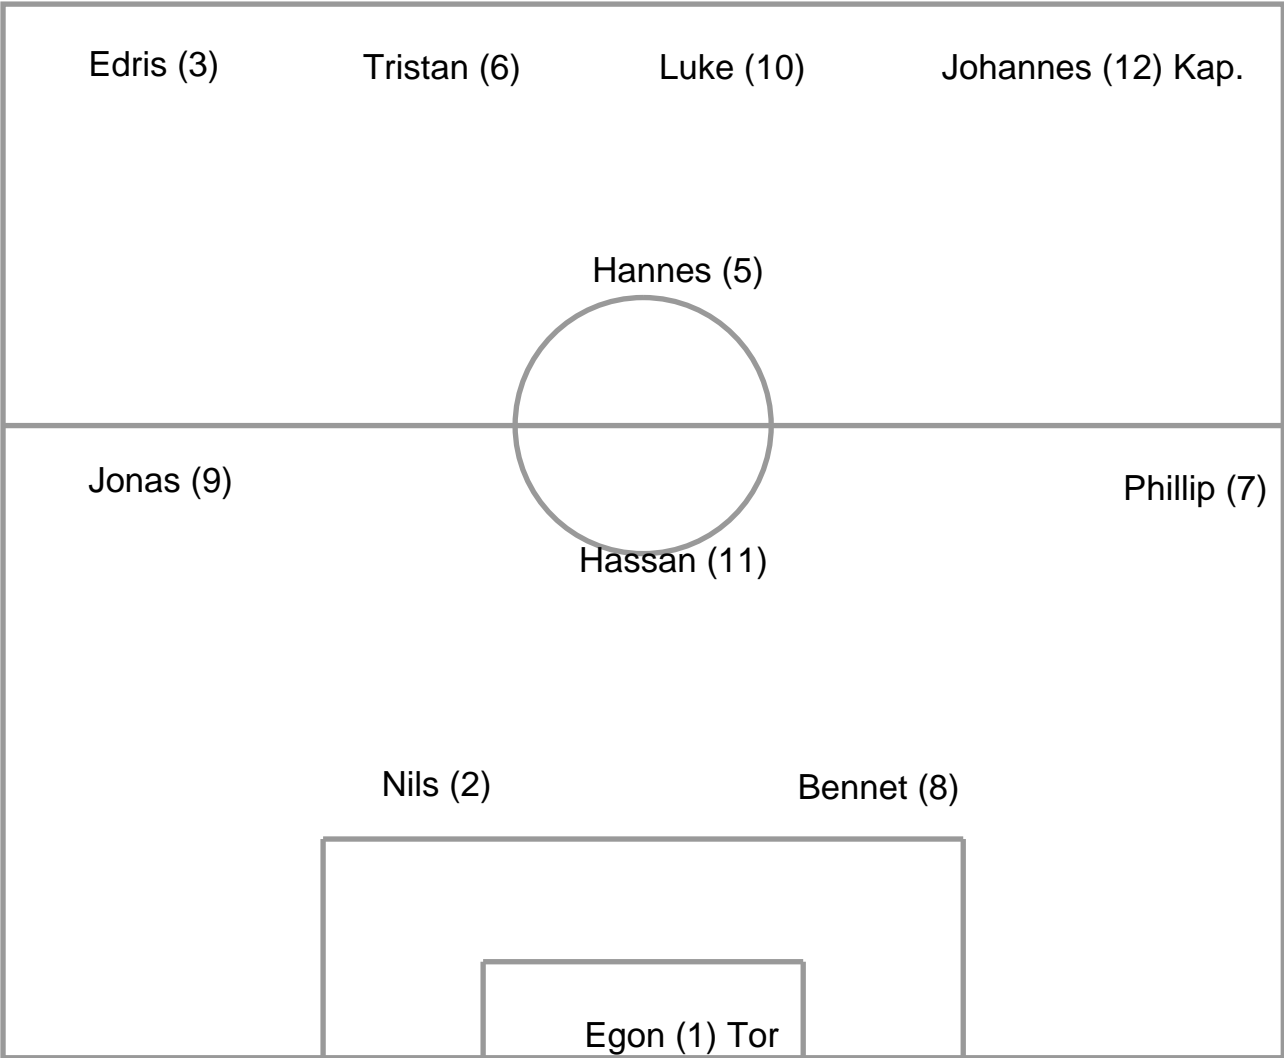 Edris (3)
Tristan (6)
Luke (10)
Johannes (12) Kap.
Hannes (5)
Jonas (9)
Phillip (7)
Hassan (11)
Nils (2)
Bennet (8)
Egon (1) Tor